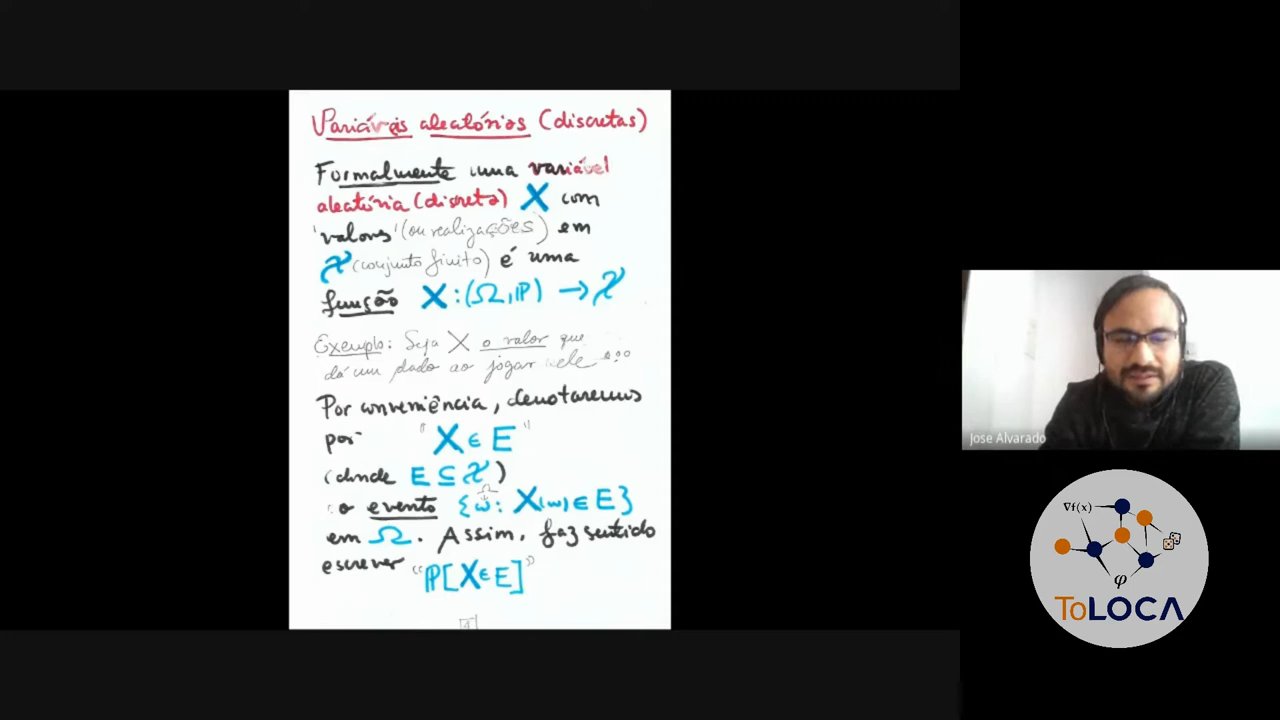 Variáveis aleatórias (discretas)
Formalmente uma variável
aleatória (discreta) X com
'valores' (ou realizações) em
𝒳 (conjunto finito) é uma
função X : (Ω, ℙ) → 𝒳
Exemplo: Seja X o valor que
dá um dado ao jogar ele ...
Por conveniência, denotaremos
por "X ∈ E"
(donde E ⊆ 𝒳)
o evento {ω : X(ω) ∈ E}
Ω
em Ω. Assim, faz sentido
escrever "ℙ[X ∈ E]"
Jose Alvarado
∇f(x)
φ
ToLOCA